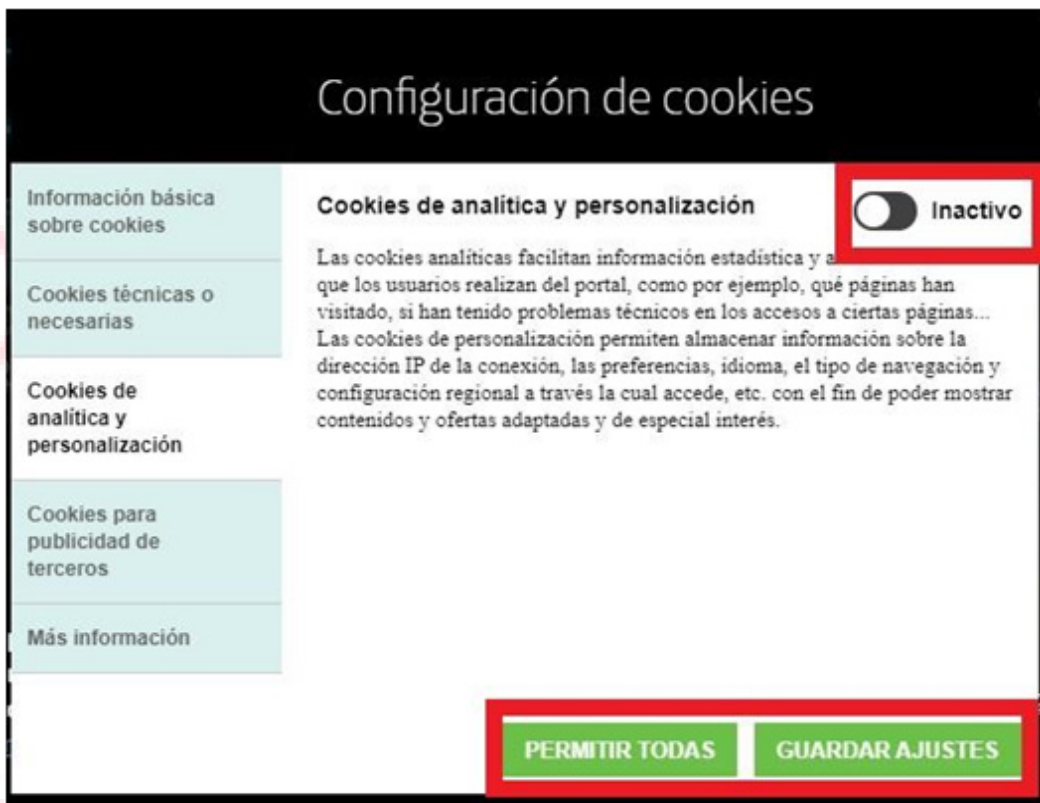 Configuración de cookies
Información básica
sobre cookies
Cookies técnicas o
necesarias
Cookies de
analítica y
personalización
Cookies para
publicidad de
terceros
Más información
Cookies de analítica y personalización
Inactivo
Las cookies analíticas facilitan información estadística y a
que los usuarios realizan del portal, como por ejemplo, qué páginas han
visitado, si han tenido problemas técnicos en los accesos a ciertas páginas...
Las cookies de personalización permiten almacenar información sobre la
dirección IP de la conexión, las preferencias, idioma, el tipo de navegación y
configuración regional a través la cual accede, etc. con el fin de poder mostrar
contenidos y ofertas adaptadas y de especial interés.
PERMITIR TODAS
GUARDAR AJUSTES